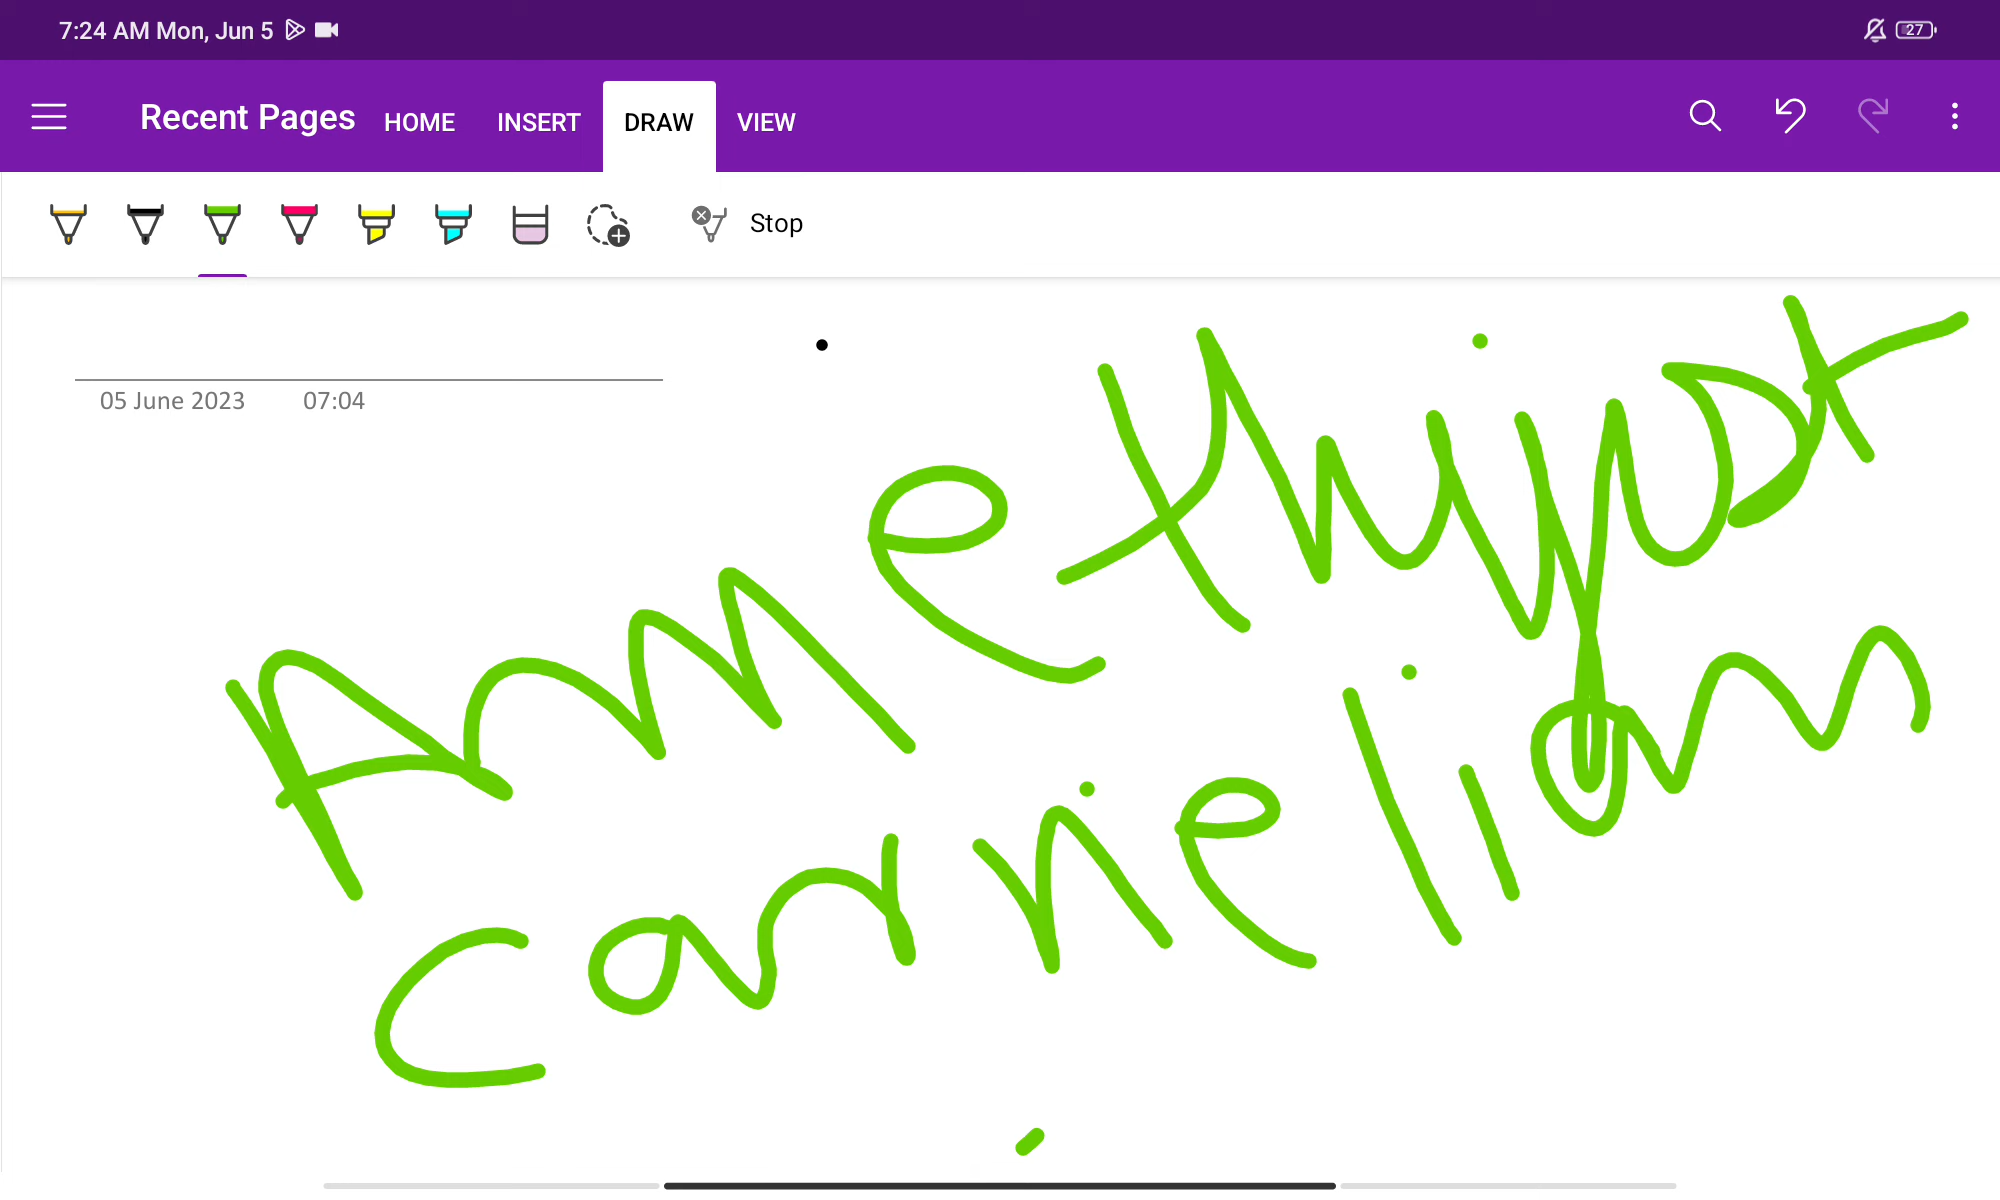 7:24 AM Mon, Jun 5 27
Recent Pages HOME INSERT DRAW VIEW
Stop
05 June 2023 07:04
Amethyst
carnelian